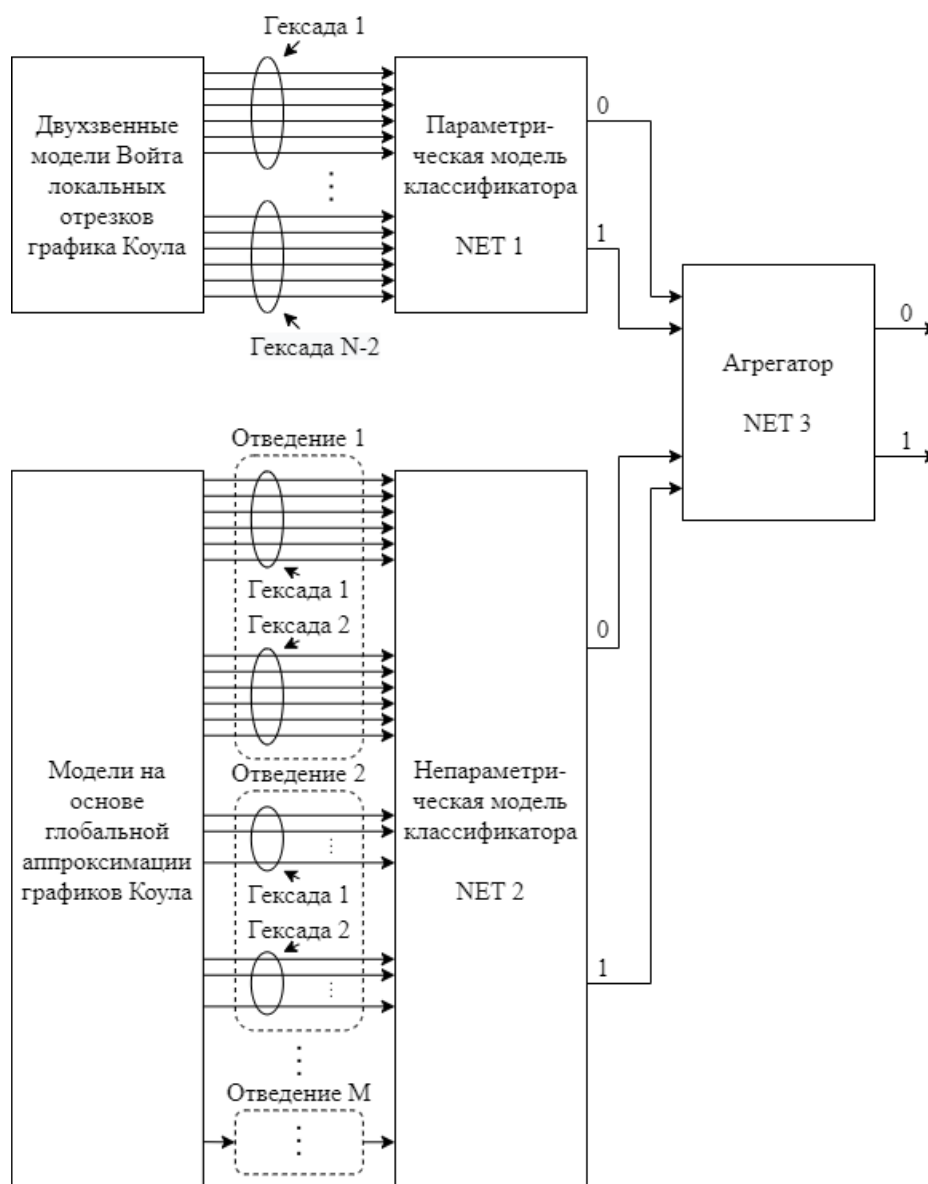 Гексада 1
Двухзвенные
модели Войта
локальных
отрезков
графика Коула
Параметри-
ческая модель
классификатора
NET 1
0
1
Гексада N-2
Агрегатор
NET 3
0
1
Отведение 1
Гексада 1
Гексада 2
Отведение 2
Гексада 1
Гексада 2
Отведение M
Модели на
основе
глобальной
аппроксимации
графиков Коула
Непараметри-
ческая модель
классификатора
NET 2
0
1